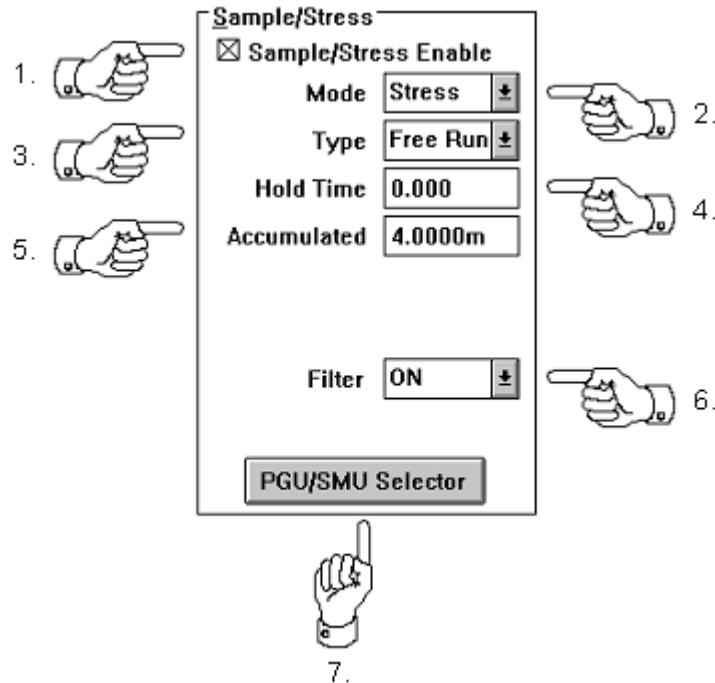 Sample/Stress
Sample/Stress Enable
1.
Mode Stress
2.
Type Free Run
3.
Hold Time 0.000
4.
Accumulated 4.0000m
5.
Filter ON
6.
PGU/SMU Selector
7.